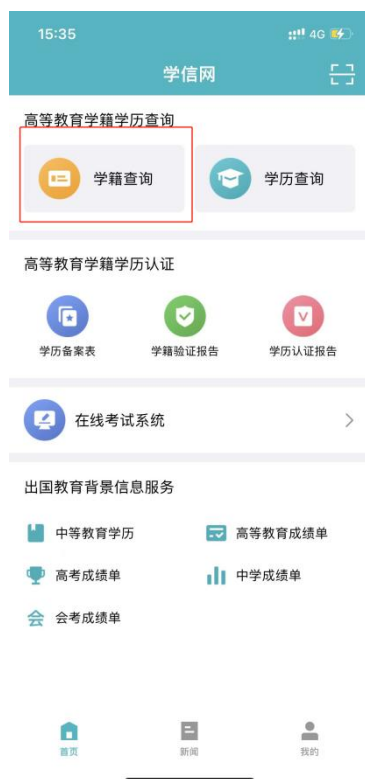 15:35 4G
学信网
高等教育学籍学历查询
学籍查询 学历查询
高等教育学籍学历认证
学历备案表 学籍验证报告 学历认证报告
在线考试系统
出国教育背景信息服务
中等教育学历 高等教育成绩单
高考成绩单 中学成绩单
会 会考成绩单
首页 新闻 我的